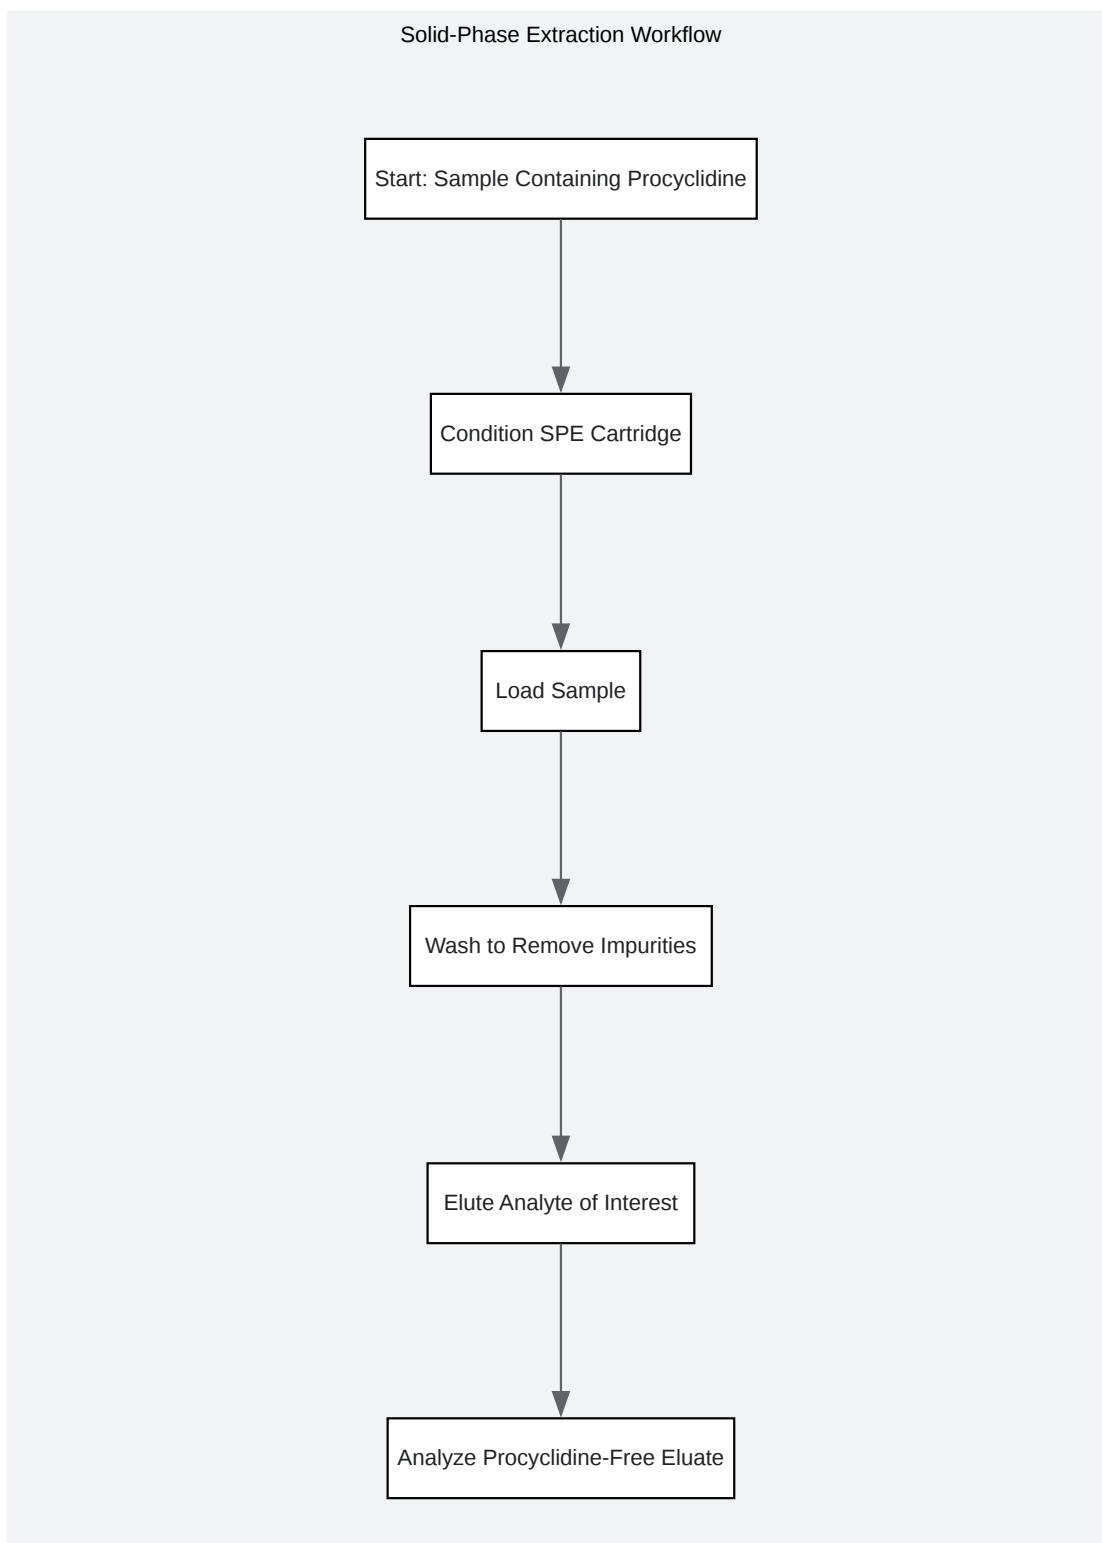 Solid-Phase Extraction Workflow
Start: Sample Containing Procyclidine
Condition SPE Cartridge
Load Sample
Wash to Remove Impurities
Elute Analyte of Interest
Analyze Procyclidine-Free Eluate